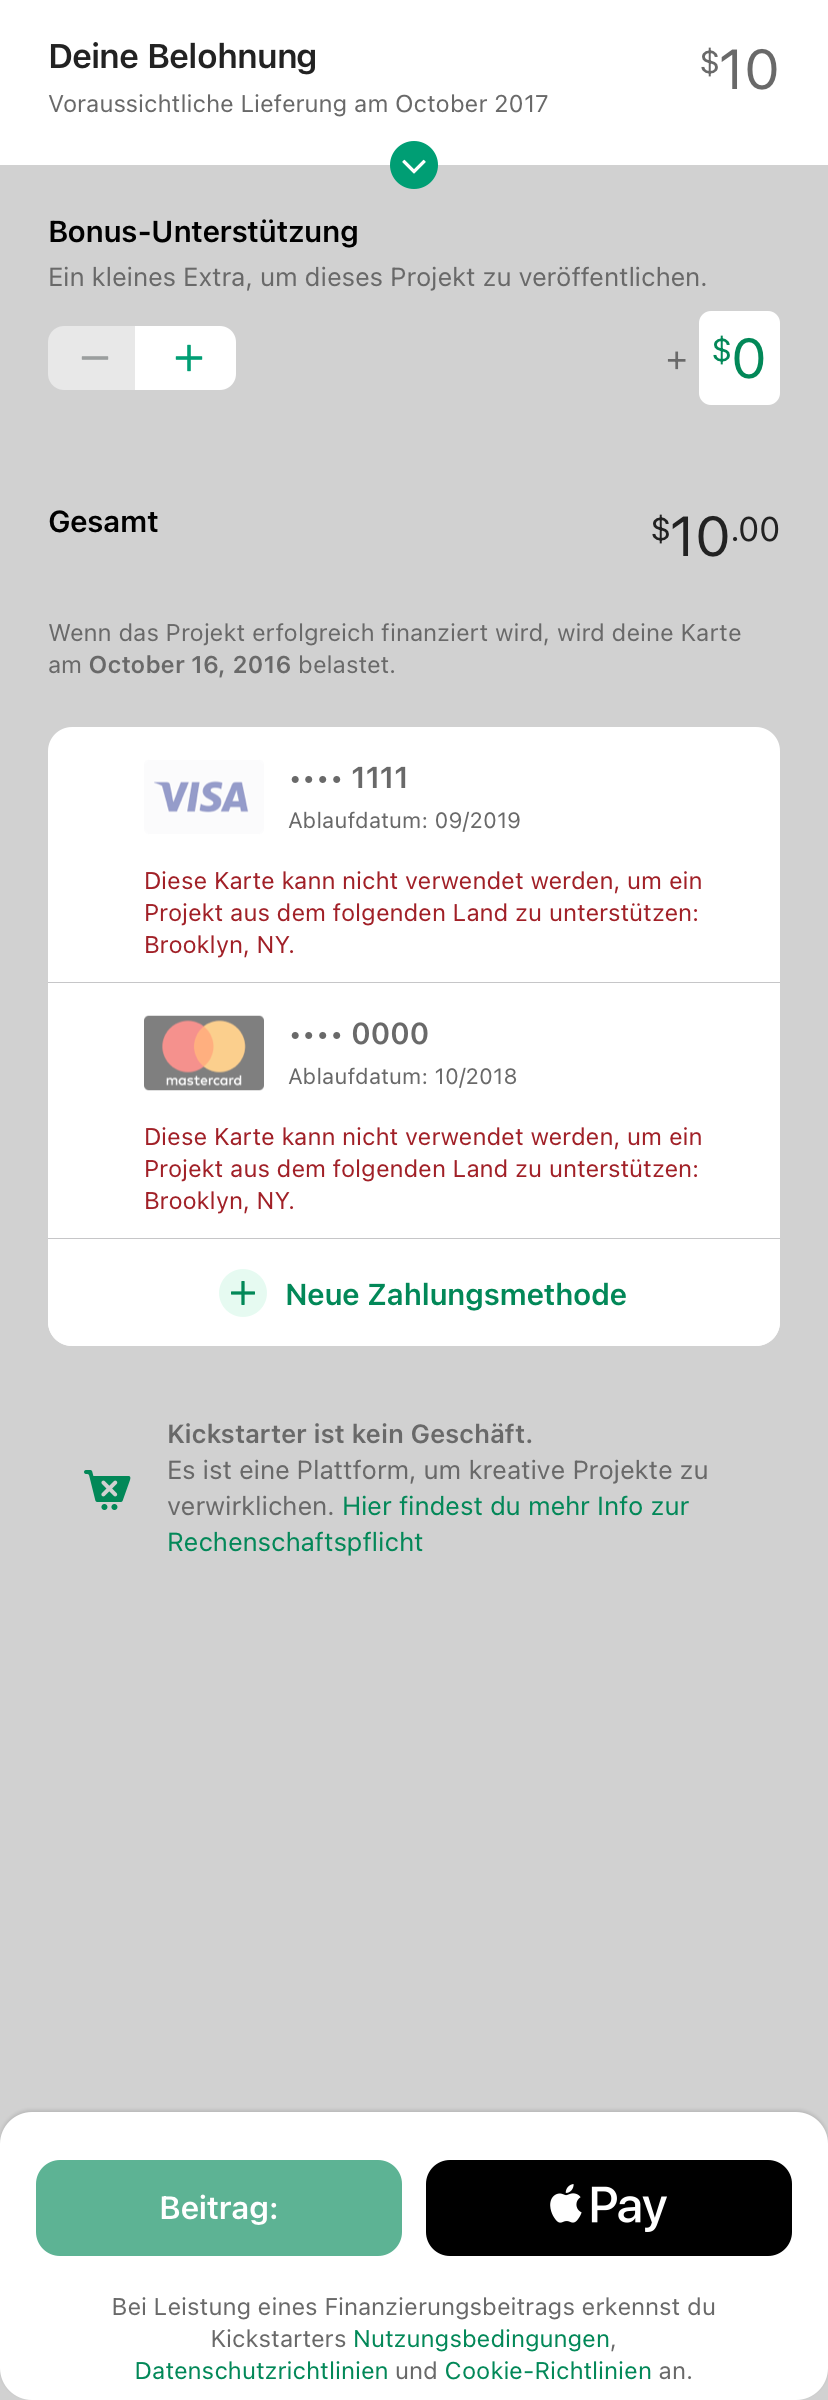 Deine Belohnung
$10
Voraussichtliche Lieferung am October 2017
Bonus-Unterstützung
Ein kleines Extra, um dieses Projekt zu veröffentlichen.
+ $0
Gesamt
$10.00
Wenn das Projekt erfolgreich finanziert wird, wird deine Karte
am October 16, 2016 belastet.
VISA
•••• 1111
Ablaufdatum: 09/2019
Diese Karte kann nicht verwendet werden, um ein
Projekt aus dem folgenden Land zu unterstützen:
Brooklyn, NY.
mastercard
•••• 0000
Ablaufdatum: 10/2018
Diese Karte kann nicht verwendet werden, um ein
Projekt aus dem folgenden Land zu unterstützen:
Brooklyn, NY.
Neue Zahlungsmethode
Kickstarter ist kein Geschäft.
Es ist eine Plattform, um kreative Projekte zu
verwirklichen. Hier findest du mehr Info zur
Rechenschaftspflicht
Beitrag:
Pay
Bei Leistung eines Finanzierungsbeitrags erkennst du
Kickstarters Nutzungsbedingungen,
Datenschutzrichtlinien und Cookie-Richtlinien an.